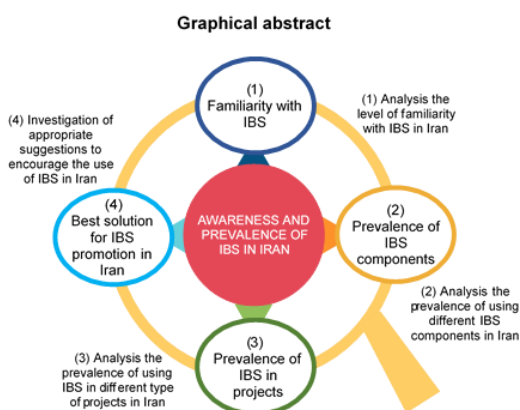 Graphical abstract
(1)
Familiarity with
IBS
(1) Analysis the
level of familiarity
with IBS in Iran
(4) Investigation of
appropriate
suggestions to
encourage the use
of IBS in Iran
(4)
Best solution
for IBS
promotion in
Iran
AWARENESS AND
PREVALENCE OF
IBS IN IRAN
(2)
Prevalence of
IBS
components
(2) Analysis the
prevalence of using
different IBS
components in Iran
(3) Analysis the
prevalence of using
IBS in different type
of projects in Iran
(3)
Prevalence of
IBS in
projects